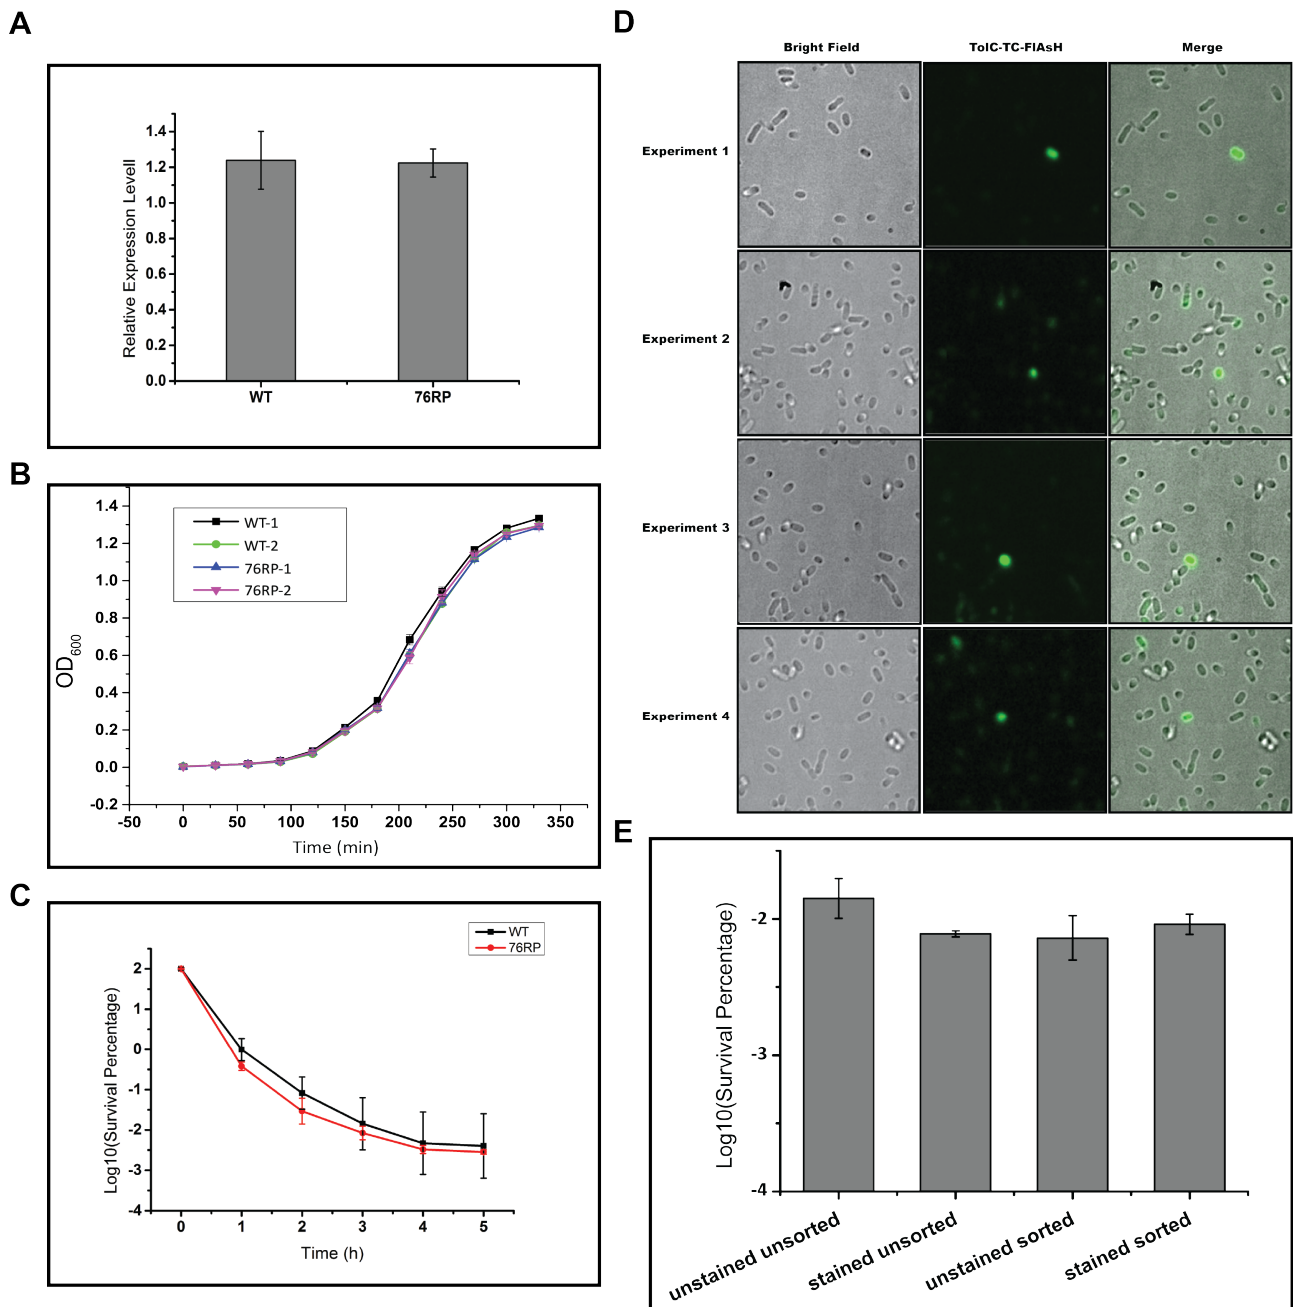 A
Relative Expression Levell
1.4
1.2
1.0
0.8
0.6
0.4
0.2
0.0
WT
76RP
B
OD600
1.4
1.2
1.0
0.8
0.6
0.4
0.2
0.0
-0.2
WT-1
WT-2
76RP-1
76RP-2
-50
0
50
100
150
200
250
300
350
Time (min)
C
Log10(Survival Percentage)
2
1
0
-1
-2
-3
-4
WT
76RP
0
1
2
3
4
5
Time (h)
D
Bright Field
TolC-TC-FlAsH
Merge
Experiment 1
Experiment 2
Experiment 3
Experiment 4
E
Log10(Survival Percentage)
-2
-3
-4
unstained unsorted
stained unsorted
unstained sorted
stained sorted